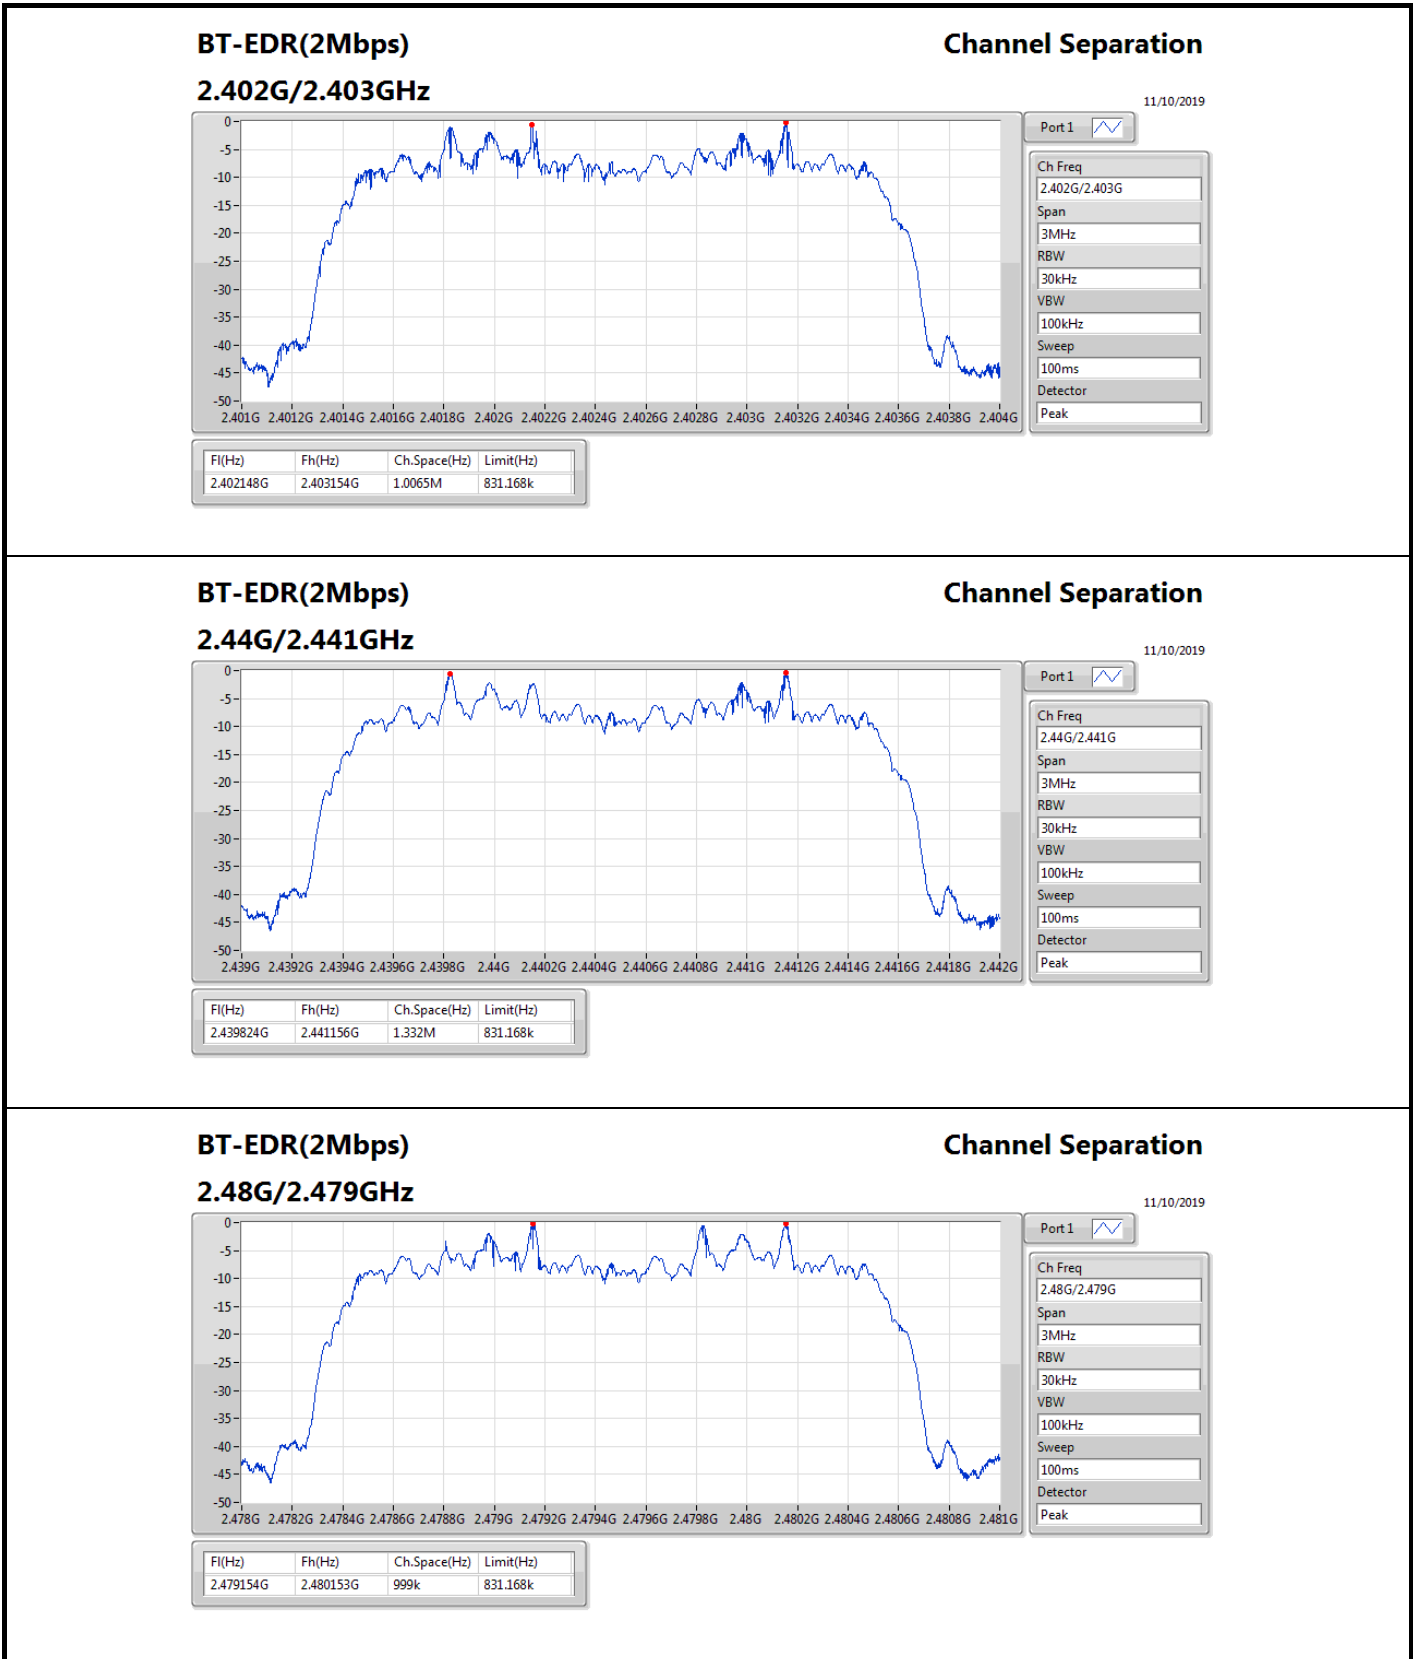 BT-EDR(2Mbps) Channel Separation
2.402G/2.403GHz
11/10/2019
0
-5
-10
-15
-20
-25
-30
-35
-40
-45
-50
2.401G 2.4012G 2.4014G 2.4016G 2.4018G 2.402G 2.4022G 2.4024G 2.4026G 2.4028G 2.403G 2.4032G 2.4034G 2.4036G 2.4038G 2.404G
Port 1
Ch Freq
2.402G/2.403G
Span
3MHz
RBW
30kHz
VBW
100kHz
Sweep
100ms
Detector
Peak
Fl(Hz) Fh(Hz) Ch.Space(Hz) Limit(Hz)
2.402148G 2.403154G 1.0065M 831.168k
BT-EDR(2Mbps) Channel Separation
2.44G/2.441GHz
11/10/2019
0
-5
-10
-15
-20
-25
-30
-35
-40
-45
-50
2.439G 2.4392G 2.4394G 2.4396G 2.4398G 2.44G 2.4402G 2.4404G 2.4406G 2.4408G 2.441G 2.4412G 2.4414G 2.4416G 2.4418G 2.442G
Port 1
Ch Freq
2.44G/2.441G
Span
3MHz
RBW
30kHz
VBW
100kHz
Sweep
100ms
Detector
Peak
Fl(Hz) Fh(Hz) Ch.Space(Hz) Limit(Hz)
2.439824G 2.441156G 1.332M 831.168k
BT-EDR(2Mbps) Channel Separation
2.48G/2.479GHz
11/10/2019
0
-5
-10
-15
-20
-25
-30
-35
-40
-45
-50
2.478G 2.4782G 2.4784G 2.4786G 2.4788G 2.479G 2.4792G 2.4794G 2.4796G 2.4798G 2.48G 2.4802G 2.4804G 2.4806G 2.4808G 2.481G
Port 1
Ch Freq
2.48G/2.479G
Span
3MHz
RBW
30kHz
VBW
100kHz
Sweep
100ms
Detector
Peak
Fl(Hz) Fh(Hz) Ch.Space(Hz) Limit(Hz)
2.479154G 2.480153G 999k 831.168k